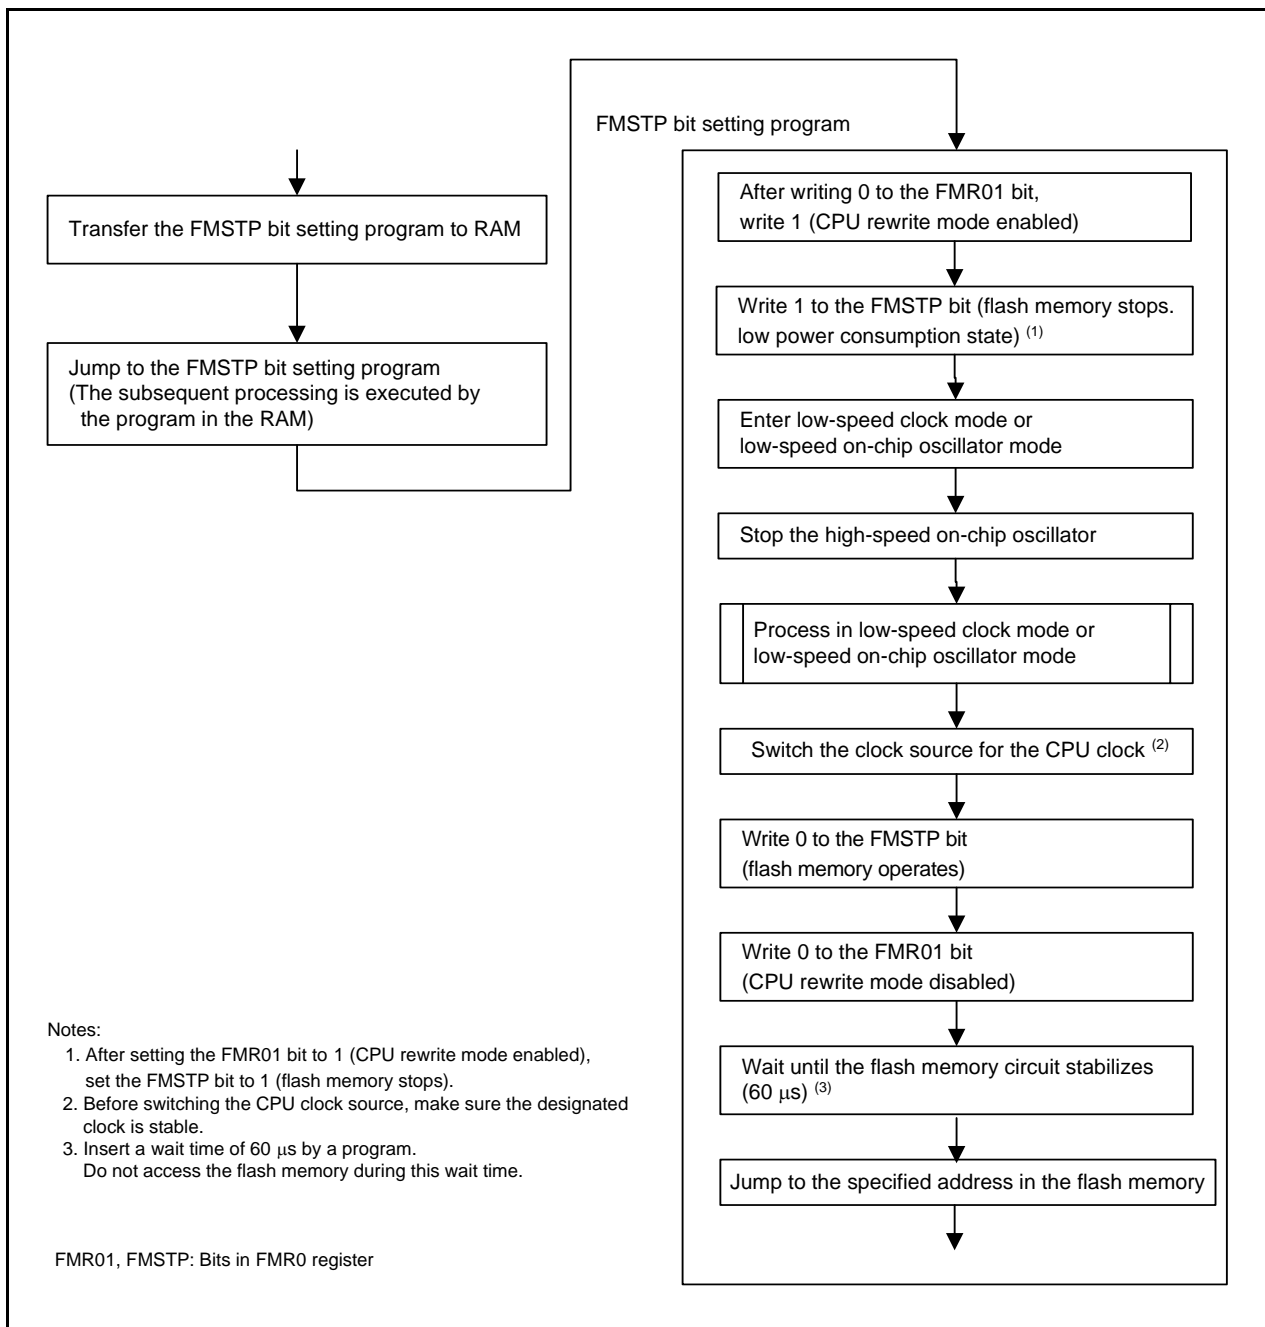 Transfer the FMSTP bit setting program to RAM
Jump to the FMSTP bit setting program
(The subsequent processing is executed by
the program in the RAM)
FMSTP bit setting program
After writing 0 to the FMR01 bit,
write 1 (CPU rewrite mode enabled)
Write 1 to the FMSTP bit (flash memory stops.
low power consumption state) (1)
Enter low-speed clock mode or
low-speed on-chip oscillator mode
Stop the high-speed on-chip oscillator
Process in low-speed clock mode or
low-speed on-chip oscillator mode
Switch the clock source for the CPU clock (2)
Write 0 to the FMSTP bit
(flash memory operates)
Write 0 to the FMR01 bit
(CPU rewrite mode disabled)
Wait until the flash memory circuit stabilizes
(60 μs) (3)
Jump to the specified address in the flash memory
Notes:
1. After setting the FMR01 bit to 1 (CPU rewrite mode enabled),
set the FMSTP bit to 1 (flash memory stops).
2. Before switching the CPU clock source, make sure the designated
clock is stable.
3. Insert a wait time of 60 μs by a program.
Do not access the flash memory during this wait time.
FMR01, FMSTP: Bits in FMR0 register